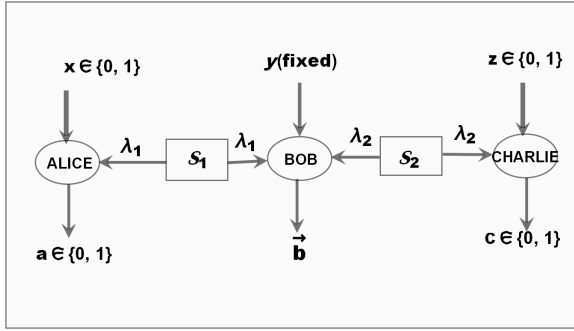 x ∈ {0, 1}
y(fixed)
z ∈ {0, 1}
ALICE
λ₁
S₁
λ₁
BOB
λ₂
S₂
λ₂
CHARLIE
a ∈ {0, 1}
b⃗
C ∈ {0, 1}